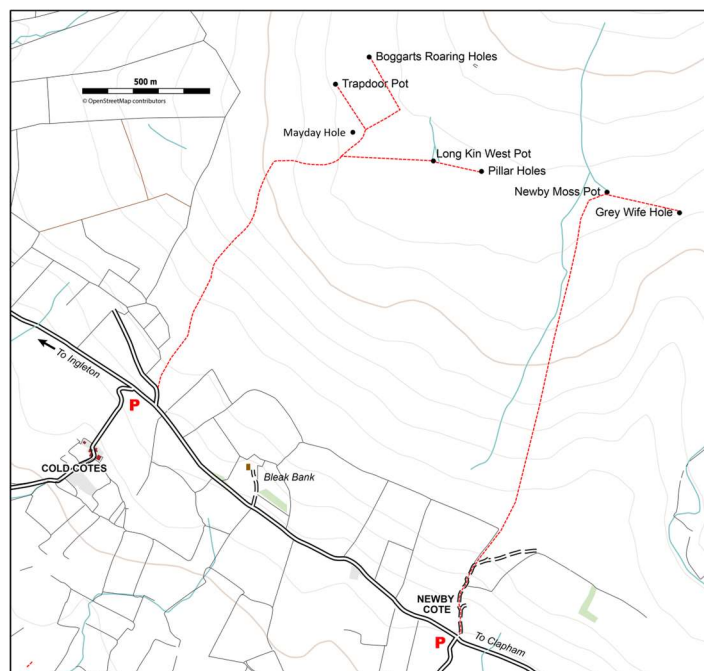 Boggarts Roaring Holes
500 m
Trapdoor Pot
© OpenStreetMap contributors
Mayday Hole
Long Kin West Pot
Pillar Holes
Newby Moss Pot
Grey Wife Hole
To Ingleton
P
COLD COTES
Bleak Bank
NEWBY
COTE
P
To Clapham